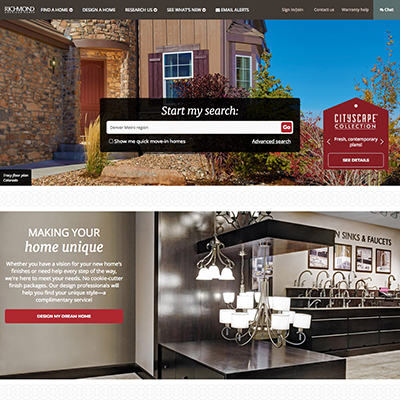 RICHMOND
FIND A HOME
DESIGN A HOME
RESEARCH US
SEE WHAT'S NEW
EMAIL ALERTS
Sign in/Join
Contact us
Warranty help
Chat
Start my search:
Denver Metro region
Go
Show me quick move-in homes
Advanced search
CITYSCAPE
COLLECTION
Fresh, contemporary
plans!
SEE DETAILS
Tracy floor plan
Colorado
MAKING YOUR
home unique
Whether you have a vision for your new home's
finishes or need help every step of the way,
we're here to meet your needs. No cookie-cutter
finish packages. Our design professionals will
help you find your unique style—a
complimentary service!
DESIGN MY DREAM HOME
N SINKS & FAUCETS